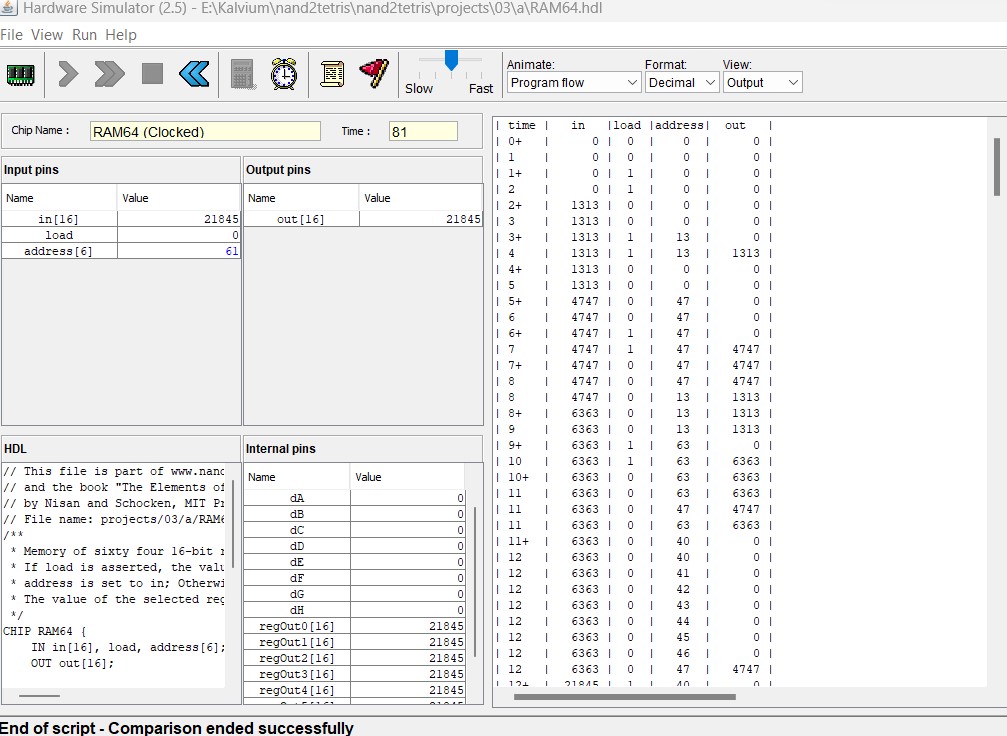 Hardware Simulator (2.5) - E:\Kalvium\nand2tetris\nand2tetris\projects\03\a\RAM64.hdl
File View Run Help
Slow Fast
Animate:
Program flow
Format:
Decimal
View:
Output
Chip Name :
RAM64 (Clocked)
Time :
81
Input pins
Name Value
in[16] 21845
load 0
address[6] 61
Output pins
Name Value
out[16] 21845
HDL
// This file is part of www.nand
// and the book "The Elements of
// by Nisan and Schocken, MIT Pr
// File name: projects/03/a/RAM6
/**
* Memory of sixty four 16-bit r
* If load is asserted, the valu
* address is set to in; Otherwi
* The value of the selected reg
*/
CHIP RAM64 {
IN in[16], load, address[6];
OUT out[16];
Internal pins
Name Value
dA 0
dB 0
dC 0
dD 0
dE 0
dF 0
dG 0
dH 0
regOut0[16] 21845
regOut1[16] 21845
regOut2[16] 21845
regOut3[16] 21845
regOut4[16] 21845
| time | in |load |address| out |
| 0+ | 0 | 0 | 0 | 0 |
| 1 | 0 | 0 | 0 | 0 |
| 1+ | 0 | 1 | 0 | 0 |
| 2 | 0 | 1 | 0 | 0 |
| 2+ | 1313 | 0 | 0 | 0 |
| 3 | 1313 | 0 | 0 | 0 |
| 3+ | 1313 | 1 | 13 | 0 |
| 4 | 1313 | 1 | 13 | 1313 |
| 4+ | 1313 | 0 | 0 | 0 |
| 5 | 1313 | 0 | 0 | 0 |
| 5+ | 4747 | 0 | 47 | 0 |
| 6 | 4747 | 0 | 47 | 0 |
| 6+ | 4747 | 1 | 47 | 0 |
| 7 | 4747 | 1 | 47 | 4747 |
| 7+ | 4747 | 0 | 47 | 4747 |
| 8 | 4747 | 0 | 47 | 4747 |
| 8 | 4747 | 0 | 13 | 1313 |
| 8+ | 6363 | 0 | 13 | 1313 |
| 9 | 6363 | 0 | 13 | 1313 |
| 9+ | 6363 | 1 | 63 | 0 |
| 10 | 6363 | 1 | 63 | 6363 |
| 10+ | 6363 | 0 | 63 | 6363 |
| 11 | 6363 | 0 | 63 | 6363 |
| 11 | 6363 | 0 | 47 | 4747 |
| 11 | 6363 | 0 | 63 | 6363 |
| 11+ | 6363 | 0 | 40 | 0 |
| 12 | 6363 | 0 | 40 | 0 |
| 12 | 6363 | 0 | 41 | 0 |
| 12 | 6363 | 0 | 42 | 0 |
| 12 | 6363 | 0 | 43 | 0 |
| 12 | 6363 | 0 | 44 | 0 |
| 12 | 6363 | 0 | 45 | 0 |
| 12 | 6363 | 0 | 46 | 0 |
| 12 | 6363 | 0 | 47 | 4747 |
| 12+ | 21845 | 1 | 40 | 0 |
End of script - Comparison ended successfully